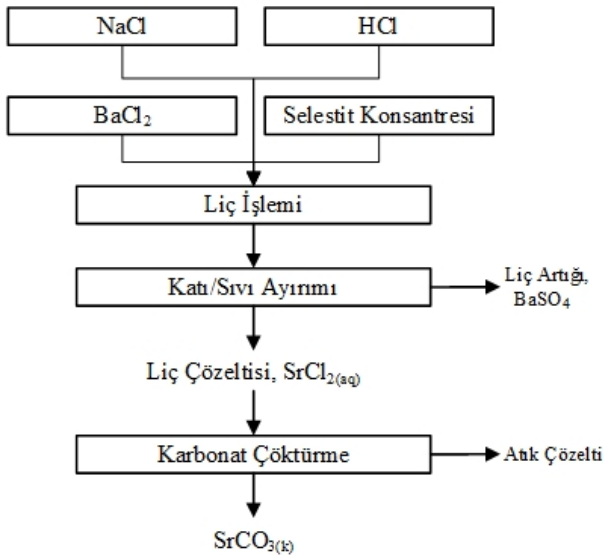 NaCl
HCl
BaCl₂
Selestit Konsantresi
Liç İşlemi
Katı/Sıvı Ayırımı
Liç Artığı,
BaSO₄
Liç Çözeltisi, SrCl₂₍ₐq₎
Karbonat Çöktürme
Atık Çözelti
SrCO₃₍ₖ₎